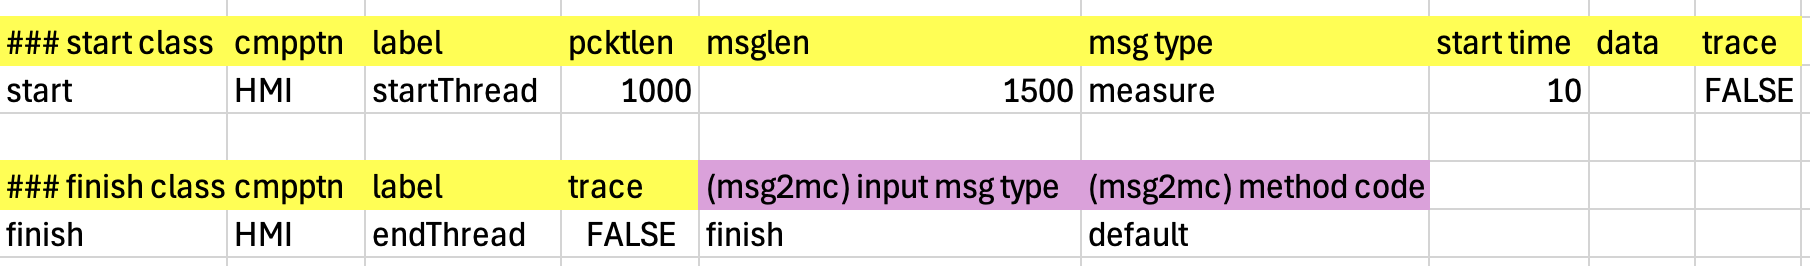 ### start class cmpptn label pcktlen msglen msg type start time data trace
start HMI startThread 1000 1500 measure 10 FALSE
### finish class cmpptn label trace (msg2mc) input msg type (msg2mc) method code
finish HMI endThread FALSE finish default